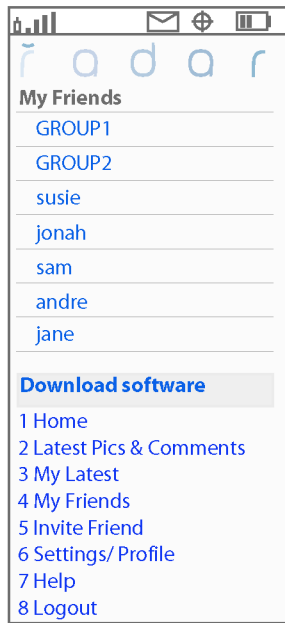 řadar
My Friends
GROUP1
GROUP2
susie
jonah
sam
andre
jane
Download software
1 Home
2 Latest Pics & Comments
3 My Latest
4 My Friends
5 Invite Friend
6 Settings/ Profile
7 Help
8 Logout